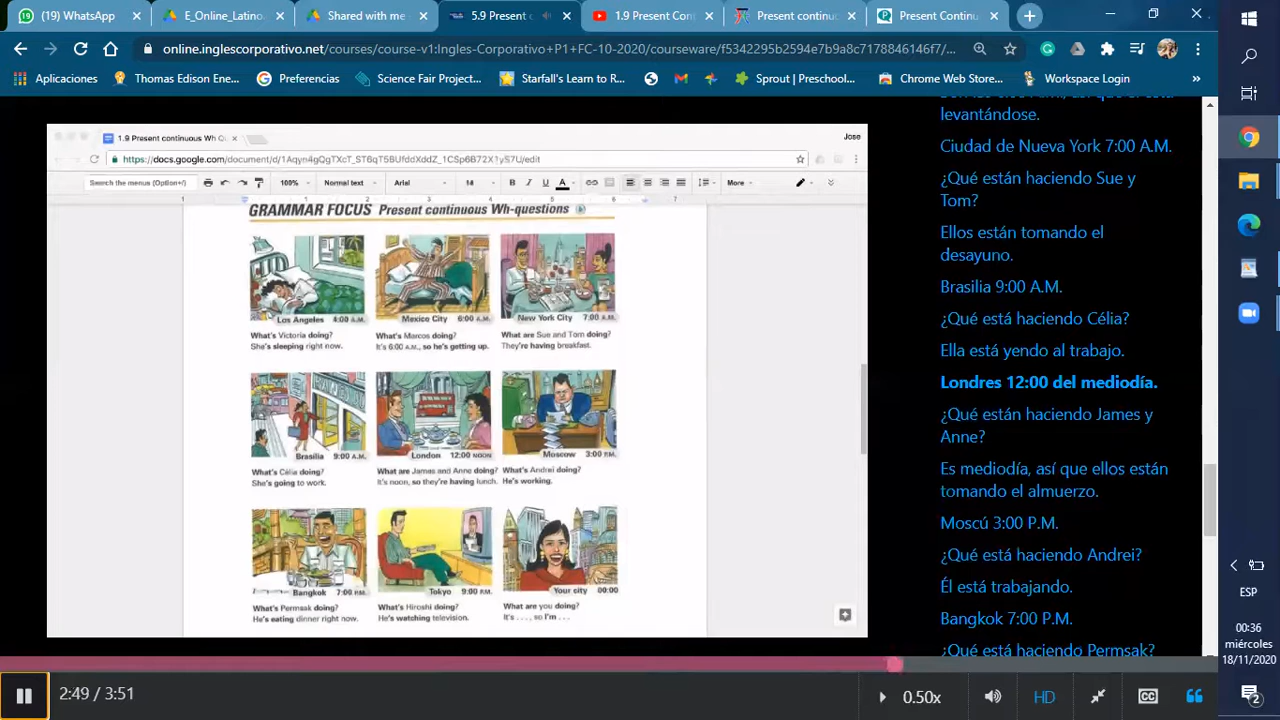 (19) WhatsApp
E_Online_Latino
Shared with me -
5.9 Present c
1.9 Present Con
Present continuo
Present Continu
online.inglescorporativo.net/courses/course-v1:Ingles-Corporativo+P1+FC-10-2020/courseware/f5342295b2594e7b9a8c7178846146f7/...
Aplicaciones
Thomas Edison Ene...
Preferencias
Science Fair Project...
Starfall's Learn to R...
Sprout | Preschool...
Chrome Web Store...
Workspace Login
»
1.9 Present continuous Wh Q
Jose
https://docs.google.com/document/d/1Aqyn4gQgTXcT_ST6qT5BUfddXddZ_1CSp6B72X1y57U/edit
Search the menus (Option+/)
100%
Normal text
Arial
14
B I U A
More
1 1 2 3 4 5 6 7
GRAMMAR FOCUS Present continuous Wh-questions
Los Angeles 4:00 A.M.
What's Victoria doing?
She's sleeping right now.
Mexico City 6:00 A.M.
What's Marcos doing?
It's 6:00 A.M., so he's getting up.
New York City 7:00 A.M.
What are Sue and Tom doing?
They're having breakfast.
Brasilia 9:00 A.M.
What's Célia doing?
She's going to work.
London 12:00 NOON
What are James and Anne doing?
It's noon, so they're having lunch.
Moscow 3:00 P.M.
What's Andrei doing?
He's working.
Bangkok 7:00 P.M.
What's Permsak doing?
He's eating dinner right now.
Tokyo 9:00 P.M.
What's Hiroshi doing?
He's watching television.
Your city 00:00
What are you doing?
It's . . . , so I'm . . .
levantándose.
Ciudad de Nueva York 7:00 A.M.
¿Qué están haciendo Sue y
Tom?
Ellos están tomando el
desayuno.
Brasilia 9:00 A.M.
¿Qué está haciendo Célia?
Ella está yendo al trabajo.
Londres 12:00 del mediodía.
¿Qué están haciendo James y
Anne?
Es mediodía, así que ellos están
tomando el almuerzo.
Moscú 3:00 P.M.
¿Qué está haciendo Andrei?
Él está trabajando.
Bangkok 7:00 P.M.
¿Qué está haciendo Permsak?
2:49 / 3:51
0.50x
HD
CC
ESP
00:36
miércoles
18/11/2020
2